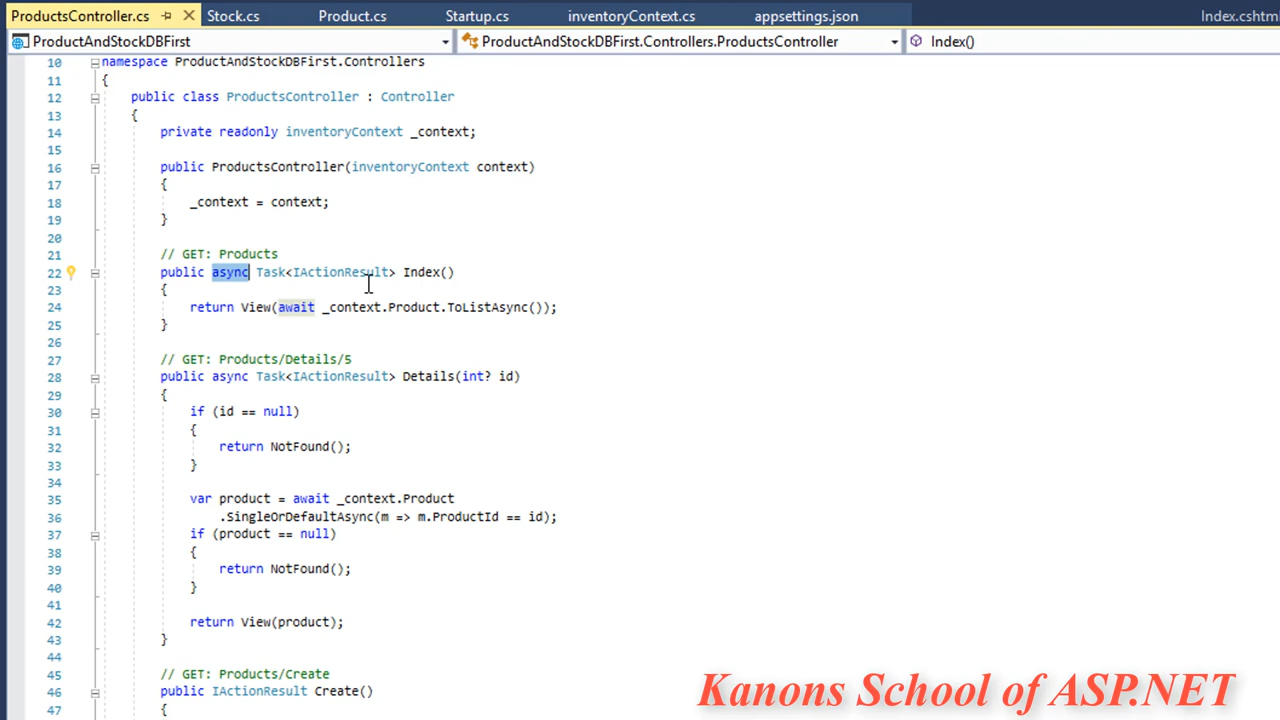 ProductsController.cs Stock.cs Product.cs Startup.cs inventoryContext.cs appsettings.json Index.cshtm
ProductAndStockDBFirst ProductAndStockDBFirst.Controllers.ProductsController Index()
10 namespace ProductAndStockDBFirst.Controllers
11 {
12 public class ProductsController : Controller
13 {
14 private readonly inventoryContext _context;
15
16 public ProductsController(inventoryContext context)
17 {
18 _context = context;
19 }
20
21 // GET: Products
22 public async Task<IActionResult> Index()
23 {
24 return View(await _context.Product.ToListAsync());
25 }
26
27 // GET: Products/Details/5
28 public async Task<IActionResult> Details(int? id)
29 {
30 if (id == null)
31 {
32 return NotFound();
33 }
34
35 var product = await _context.Product
36 .SingleOrDefaultAsync(m => m.ProductId == id);
37 if (product == null)
38 {
39 return NotFound();
40 }
41
42 return View(product);
43 }
44
45 // GET: Products/Create
46 public IActionResult Create()
47 {
Kanons School of ASP.NET